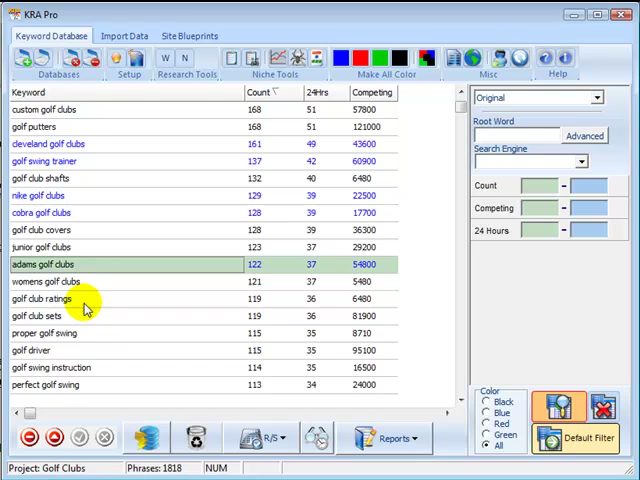 KRA Pro
Keyword Database Import Data Site Blueprints
W N
Databases Setup Research Tools Niche Tools Make All Color Misc Help
Keyword Count 24Hrs Competing
custom golf clubs 168 51 57800
golf putters 168 51 121000
cleveland golf clubs 161 49 43600
golf swing trainer 137 42 60900
golf club shafts 132 40 6480
nike golf clubs 129 39 22500
cobra golf clubs 128 39 17700
golf club covers 128 39 36300
junior golf clubs 123 37 29200
adams golf clubs 122 37 54800
womens golf clubs 121 37 5480
golf club ratings 119 36 6480
golf club sets 119 36 81900
proper golf swing 115 35 8710
golf driver 115 35 95100
golf swing instruction 114 35 16500
perfect golf swing 113 34 24000
Original
Root Word
Advanced
Search Engine
Count -
Competing -
24 Hours -
Color
Black
Blue
Red
Green
All
Default Filter
R/S Reports
Project: Golf Clubs Phrases: 1818 NUM